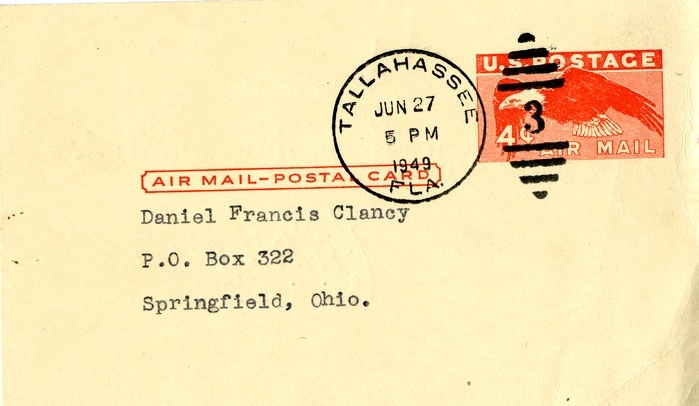 U.S. POSTAGE
4¢
AIR MAIL
TALLAHASSEE
JUN 27
5 PM
1949
FLA.
3
AIR MAIL-POSTAL CARD
Daniel Francis Clancy
P.O. Box 322
Springfield, Ohio.